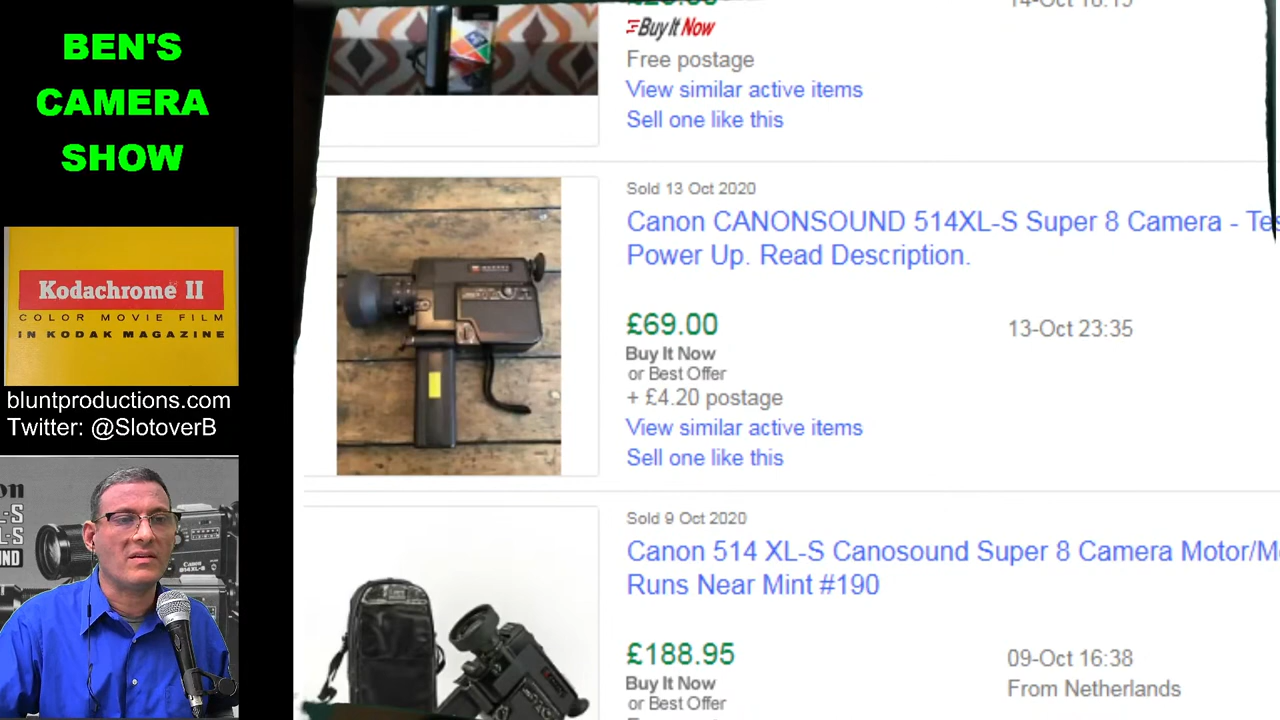 BEN'S
CAMERA
SHOW
Kodachrome II
COLOR MOVIE FILM
IN KODAK MAGAZINE
bluntproductions.com
Twitter: @SlotoverB
Buy It Now
Free postage
View similar active items
Sell one like this
Sold 13 Oct 2020
Canon CANONSOUND 514XL-S Super 8 Camera -
Power Up. Read Description.
£69.00
13-Oct 23:35
Buy It Now
or Best Offer
+ £4.20 postage
View similar active items
Sell one like this
Sold 9 Oct 2020
Canon 514 XL-S Canosound Super 8 Camera
Runs Near Mint #190
£188.95
09-Oct 16:38
Buy It Now
From Netherlands
or Best Offer